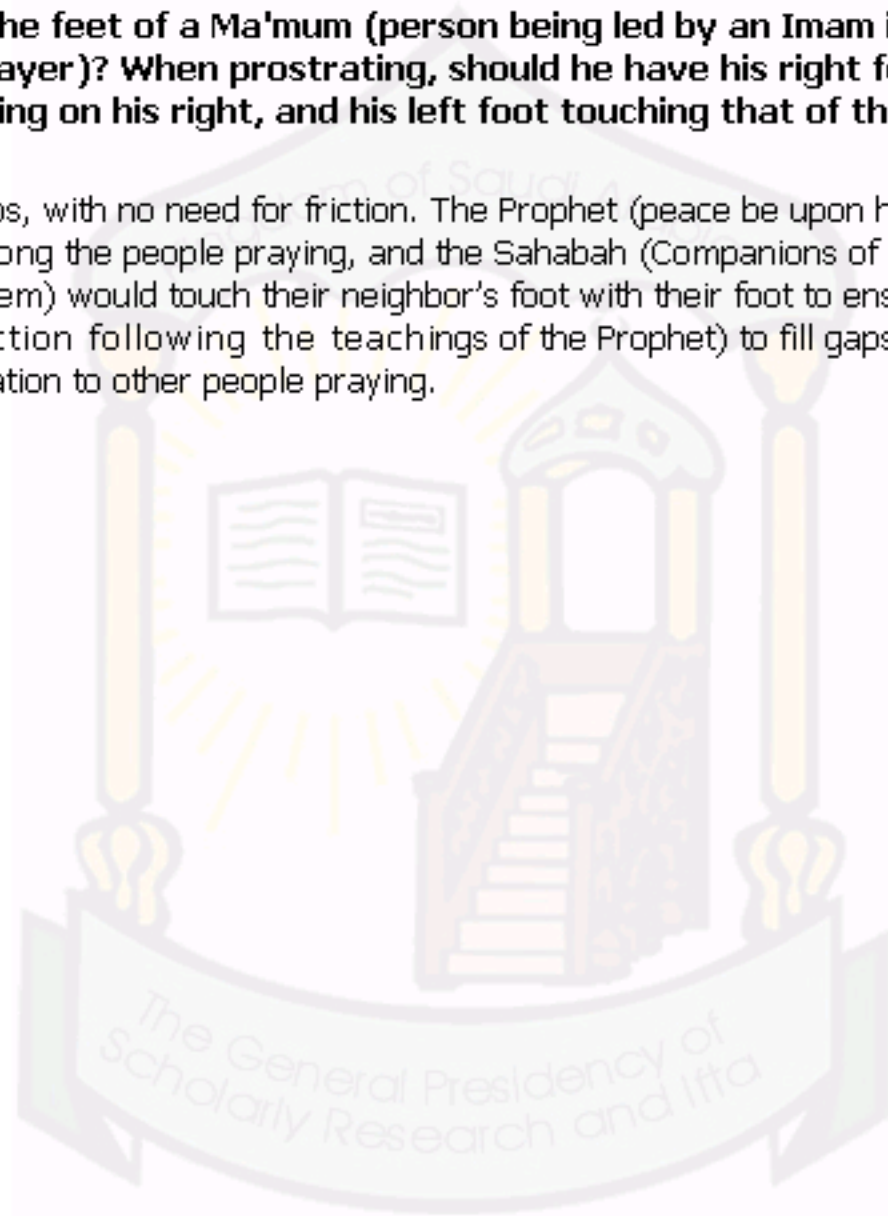 he feet of a Ma'mum (person being led by an Imam i
ayer)? When prostrating, should he have his right f
ing on his right, and his left foot touching that of th
Kingdom of Saudi Arabia
os, with no need for friction. The Prophet (peace be upon h
ong the people praying, and the Sahabah (Companions of
em) would touch their neighbor's foot with their foot to ens
ction following the teachings of the Prophet) to fill gaps
ation to other people praying.
The General Presidency of
Scholarly Research and Ifta